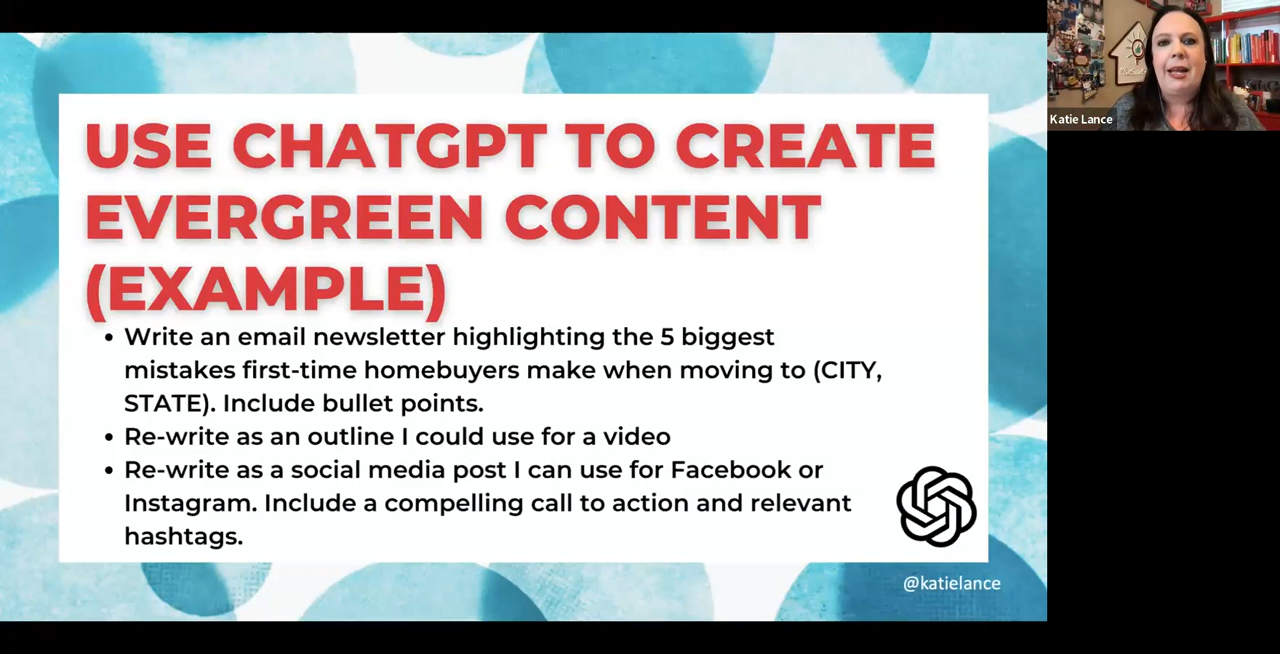 USE CHATGPT TO CREATE
EVERGREEN CONTENT
(EXAMPLE)
• Write an email newsletter highlighting the 5 biggest
mistakes first-time homebuyers make when moving to (CITY,
STATE). Include bullet points.
• Re-write as an outline I could use for a video
• Re-write as a social media post I can use for Facebook or
Instagram. Include a compelling call to action and relevant
hashtags.
@katielance
Katie Lance